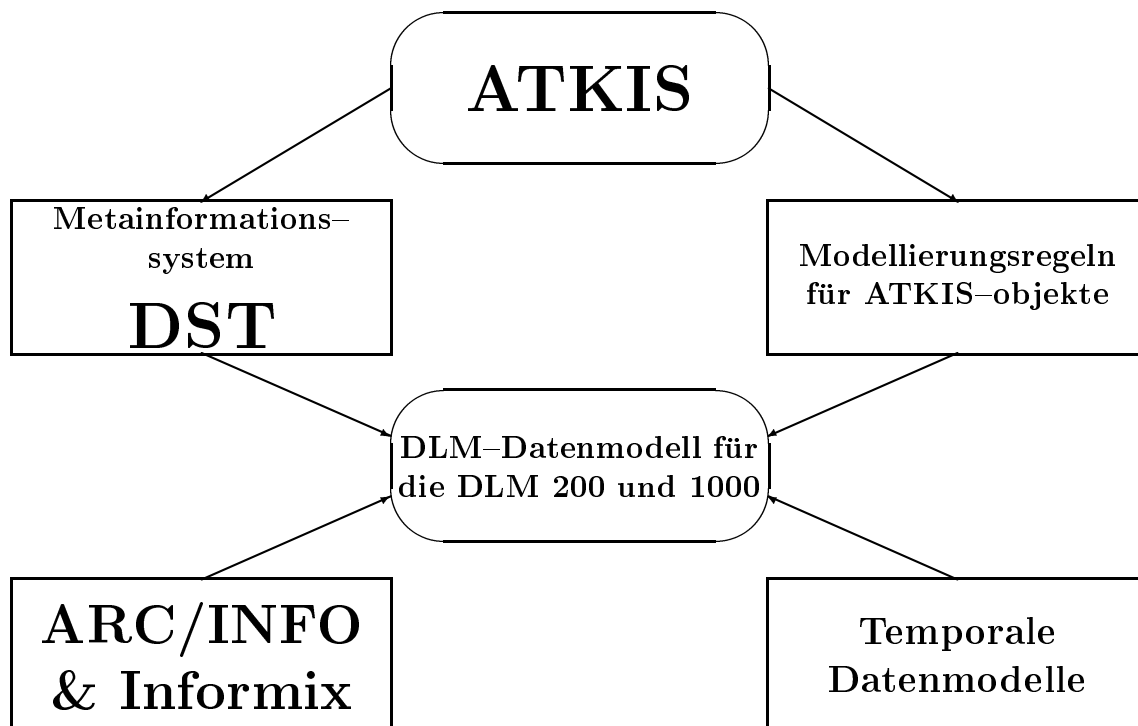 ATKIS
Metainformations–
system
DST
Modellierungsregeln
für ATKIS–objekte
DLM–Datenmodell für
die DLM 200 und 1000
ARC/INFO
& Informix
Temporale
Datenmodelle